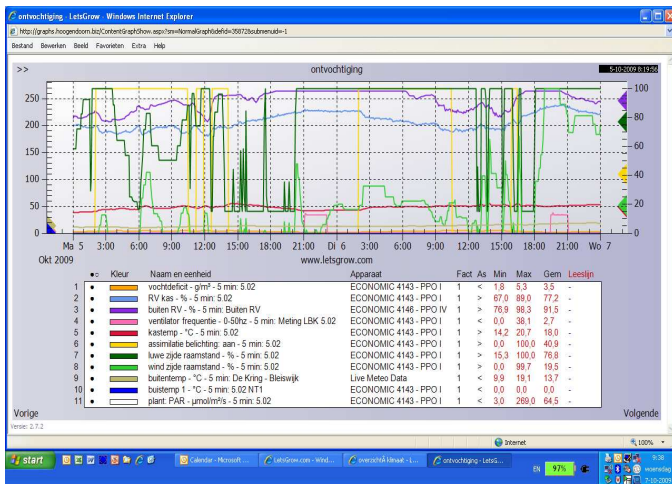 ontvochtiging - LetsGrow - Windows Internet Explorer
http://graphs.hoogendoorn.biz/ContentGraphShow.aspx?sm=NormalGraph&defid=35872&submenuid=-1
Bestand Bewerken Beeld Favorieten Extra Help
>> ontvochtiging 5-10-2009 8:19:56
250 200 150 100 50 0
100 80 60 40 20 0
Ma 5 3:00 6:00 9:00 12:00 15:00 18:00 21:00 Di 6 3:00 6:00 9:00 12:00 15:00 18:00 21:00 Wo 7
Okt 2009 www.letsgrow.com
Kleur Naam en eenheid Apparaat Fact As Min Max Gem Leeslijn
1 vochtdeficit - g/m³ - 5 min: 5.02 ECONOMIC 4143 - PPO I 1 < 1,8 5,3 3,5 -
2 RV kas - % - 5 min: 5.02 ECONOMIC 4143 - PPO I 1 > 67,0 89,0 77,2 -
3 buiten RV - % - 5 min: Buiten RV ECONOMIC 4146 - PPO IV 1 > 76,9 98,3 91,5 -
4 ventilator frequentie - 0-50hz - 5 min: Meting LBK 5.02 ECONOMIC 4143 - PPO I 1 < 0,0 38,1 2,7 -
5 kastemp - °C - 5 min: 5.02 ECONOMIC 4143 - PPO I 1 > 14,2 20,7 18,0 -
6 assimilatie belichting: aan - 5 min: 5.02 ECONOMIC 4143 - PPO I 1 > 0,0 100,0 40,9 -
7 luwe zijde raamstand - % - 5 min: 5.02 ECONOMIC 4143 - PPO I 1 > 15,3 100,0 76,8 -
8 wind zijde raamstand - % - 5 min: 5.02 ECONOMIC 4143 - PPO I 1 > 0,0 99,7 19,5 -
9 buitentemp - °C - 5 min: De Kring - Bleiswijk Live Meteo Data 1 < 9,9 19,1 13,7 -
10 buistemp 1 - °C - 5 min: 5.02 NT1 ECONOMIC 4143 - PPO I 1 < 0,0 0,0 0,0 -
11 plant: PAR - µmol/m²/s - 5 min: 5.02 ECONOMIC 4143 - PPO I 1 < 3,0 269,0 64,5 -
Vorige Volgende
Versie: 2.7.2
Internet 100%
start Calendar - Microsoft ... LetsGrow.com - Wind... ontvochtiging - LetsG... EN 97% 9:38
woensdag